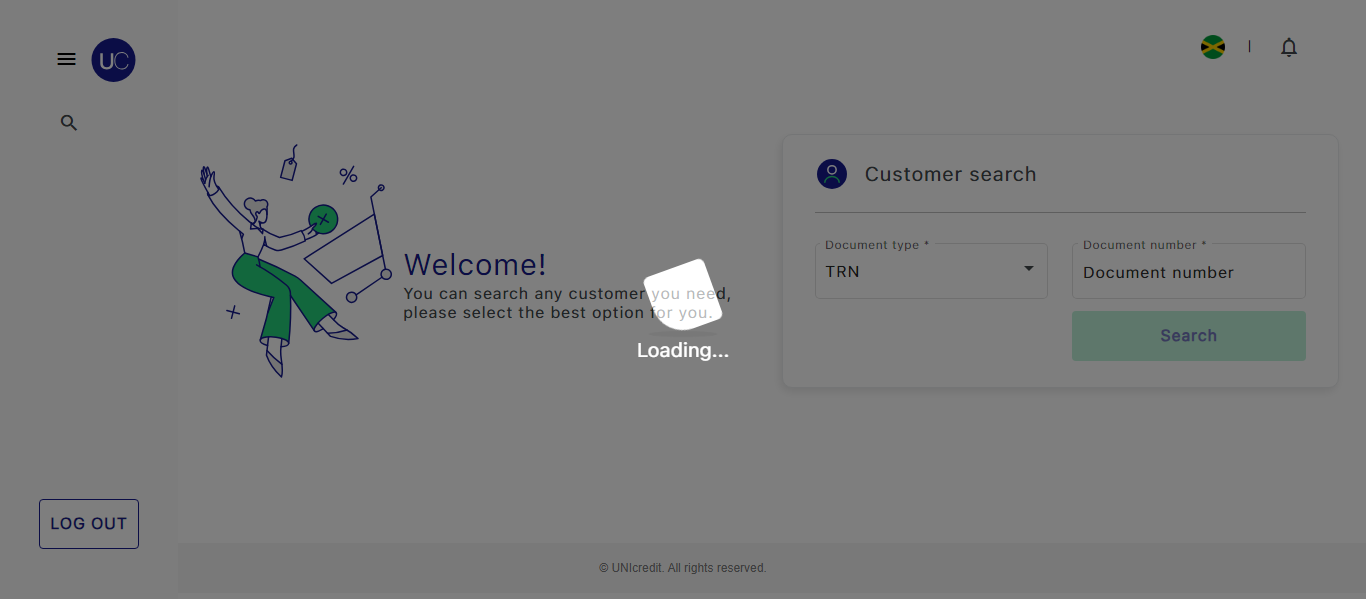 UC
Customer search
Document type *
TRN
Document number *
Document number
Search
Welcome!
You can search any customer you need,
please select the best option for you.
Loading...
LOG OUT
© UNIcredit. All rights reserved.